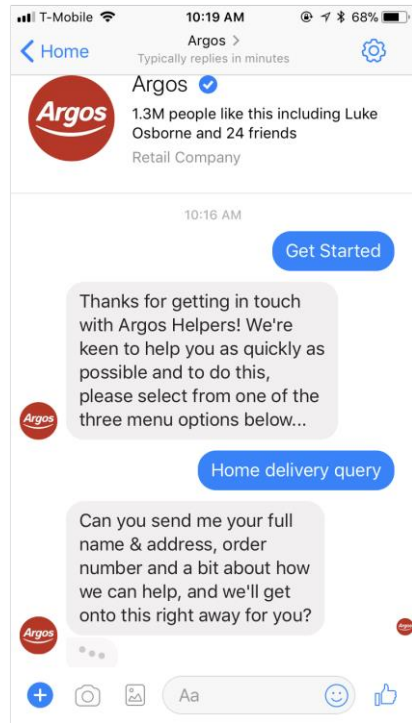 T-Mobile 10:19 AM 68%
Home
Argos >
Typically replies in minutes
Argos
Argos
1.3M people like this including Luke
Osborne and 24 friends
Retail Company
10:16 AM
Get Started
Thanks for getting in touch
with Argos Helpers! We're
keen to help you as quickly as
possible and to do this,
please select from one of the
three menu options below...
Argos
Home delivery query
Can you send me your full
name & address, order
number and a bit about how
we can help, and we'll get
onto this right away for you?
Argos
Argos
Aa